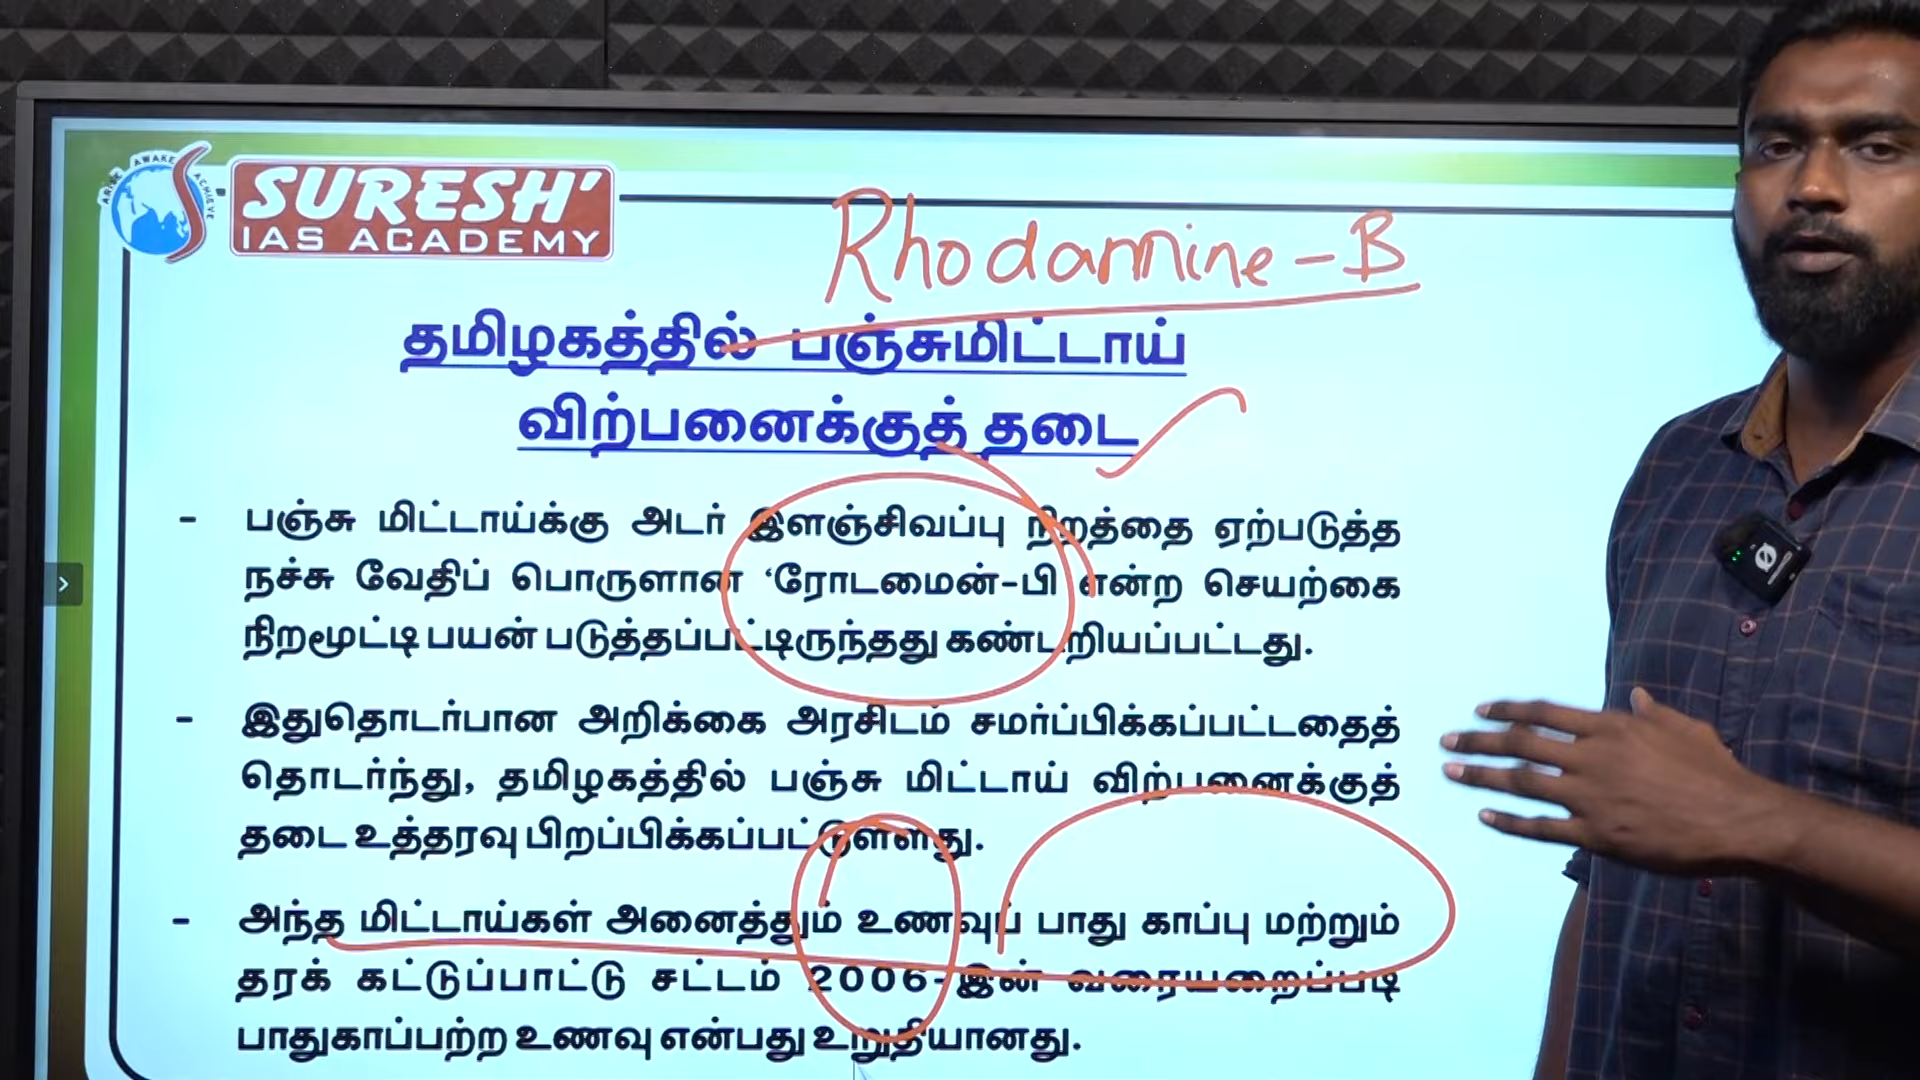 ARISE AWAKE ACHIEVE
SURESH'
IAS ACADEMY
Rhodamine-B
தமிழகத்தில் பஞ்சுமிட்டாய்
விற்பனைக்குத் தடை
- பஞ்சு மிட்டாய்க்கு அடர் இளஞ்சிவப்பு நிறத்தை ஏற்படுத்த
நச்சு வேதிப் பொருளான ‘ரோடமைன்-பி என்ற செயற்கை
நிறமூட்டி பயன் படுத்தப்பட்டிருந்தது கண்டறியப்பட்டது.
- இதுதொடர்பான அறிக்கை அரசிடம் சமர்ப்பிக்கப்பட்டதைத்
தொடர்ந்து, தமிழகத்தில் பஞ்சு மிட்டாய் விற்பனைக்குத்
தடை உத்தரவு பிறப்பிக்கப்பட்டுள்ளது.
- அந்த மிட்டாய்கள் அனைத்தும் உணவுப் பாது காப்பு மற்றும்
தரக் கட்டுப்பாட்டு சட்டம் 2006-இன் வரையறைப்படி
பாதுகாப்பற்ற உணவு என்பது உறுதியானது.